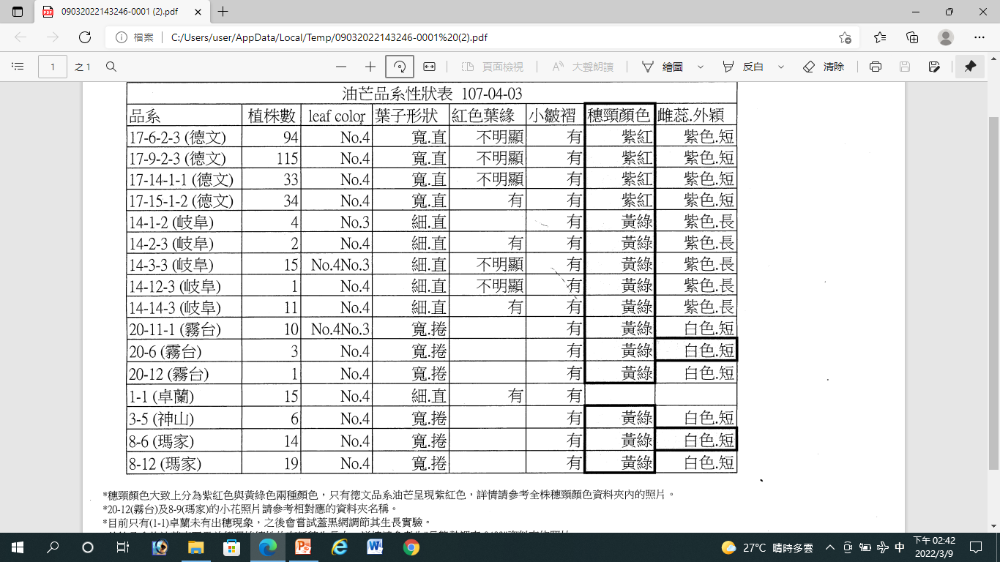 09032022143246-0001 (2).pdf
檔案 C:/Users/user/AppData/Local/Temp/09032022143246-0001%20(2).pdf
1 之 1 頁面檢視 大聲朗讀 繪圖 反白 清除
油芒品系性狀表 107-04-03
品系 植株數 leaf color 葉子形狀 紅色葉緣 小皺褶 穗頸顏色 雌蕊.外穎
17-6-2-3 (德文) 94 No.4 寬.直 不明顯 有 紫紅 紫色.短
17-9-2-3 (德文) 115 No.4 寬.直 不明顯 有 紫紅 紫色.短
17-14-1-1 (德文) 33 No.4 寬.直 不明顯 有 紫紅 紫色.短
17-15-1-2 (德文) 34 No.4 寬.直 有 有 紫紅 紫色.短
14-1-2 (岐阜) 4 No.3 細.直 有 黃綠 紫色.長
14-2-3 (岐阜) 2 No.4 細.直 有 有 黃綠 紫色.長
14-3-3 (岐阜) 15 No.4No.3 細.直 不明顯 有 黃綠 紫色.長
14-12-3 (岐阜) 1 No.4 細.直 不明顯 有 黃綠 紫色.長
14-14-3 (岐阜) 11 No.4 細.直 有 有 黃綠 紫色.長
20-11-1 (霧台) 10 No.4No.3 寬.捲 有 黃綠 白色.短
20-6 (霧台) 3 No.4 寬.捲 有 黃綠 白色.短
20-12 (霧台) 1 No.4 寬.捲 有 黃綠 白色.短
1-1 (卓蘭) 15 No.4 細.直 有 有
3-5 (神山) 6 No.4 寬.捲 有 黃綠 白色.短
8-6 (瑪家) 14 No.4 寬.捲 有 黃綠 白色.短
8-12 (瑪家) 19 No.4 寬.捲 有 黃綠 白色.短
*穗頸顏色大致上分為紫紅色與黃綠色兩種顏色，只有德文品系油芒呈現紫紅色，詳情請參考全株穗頸顏色資料夾內的照片。
*20-12(霧台)及8-9(瑪家)的小花照片請參考相對應的資料夾名稱。
*目前只有(1-1)卓蘭未有出穗現象，之後會嘗試蓋黑網調節其生長實驗。
27°C 晴時多雲 中 下午 02:42
2022/3/9